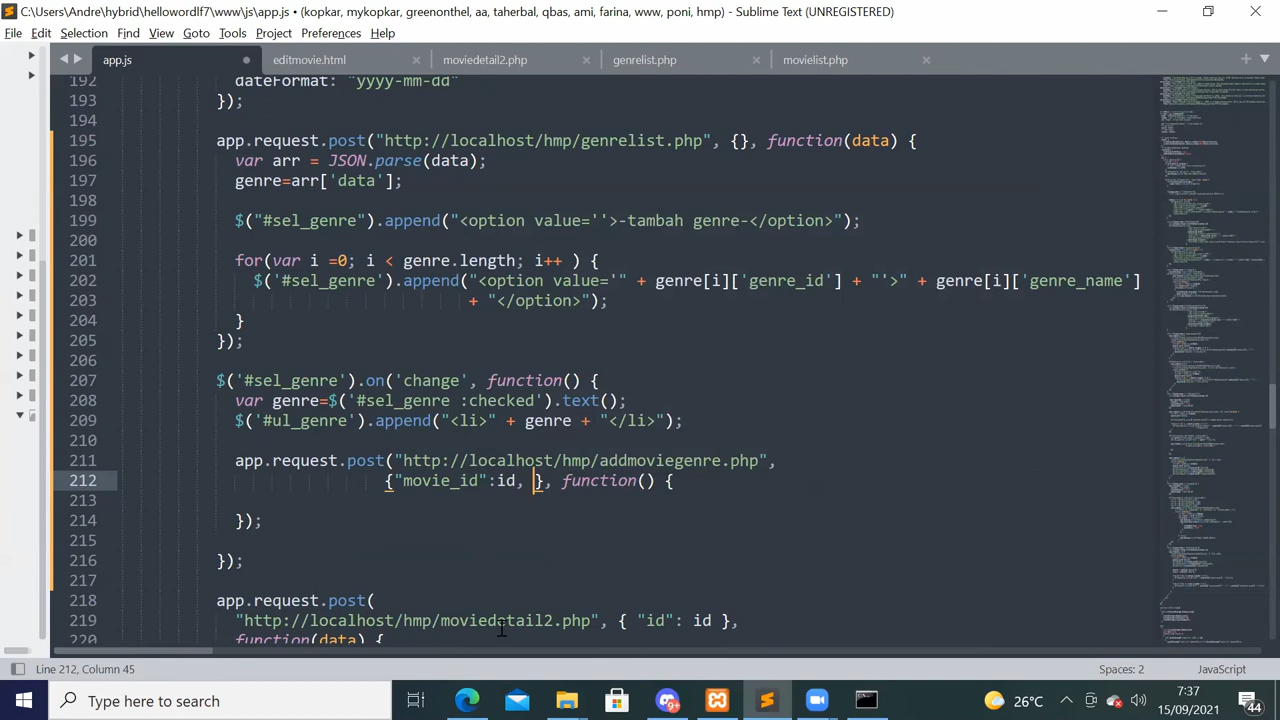 C:\Users\Andre\hybrid\hellowordlf7\www\js\app.js • (kopkar, mykopkar, greenthinhel, aa, taherbal, qbas, ami, farina, www, poni, hmp) - Sublime Text (UNREGISTERED)
File Edit Selection Find View Goto Tools Project Preferences Help
app.js editmovie.html moviedetail2.php genrelist.php movielist.php
192 dateFormat: "yyyy-mm-dd"
193 });
194
195 app.request.post("http://localhost/hmp/genrelist.php", {}, function(data) {
196 var arr = JSON.parse(data);
197 genre=arr['data'];
198
199 $("#sel_genre").append("<option value=''>-tambah genre-</option>");
200
201 for(var i =0; i < genre.length; i++ ) {
202 $('#sel_genre').append("<option value='" + genre[i]['genre_id'] + "'>" + genre[i]['genre_name']
203 + "</option>");
204 }
205 });
206
207 $('#sel_genre').on('change', function() {
208 var genre=$('#sel_genre :checked').text();
209 $('#ul_genre').append("<li>" + genre + "</li>");
210
211 app.request.post("http://localhost/hmp/addmoviegenre.php",
212 {"movie_id":id, }, function() {
213
214 });
215
216 });
217
218 app.request.post(
219 "http://localhost/hmp/moviedetail2.php", { "id": id },
220 function(data) {
Line 212, Column 45 Spaces: 2 JavaScript
Type here to search 26°C 7:37
15/09/2021 44